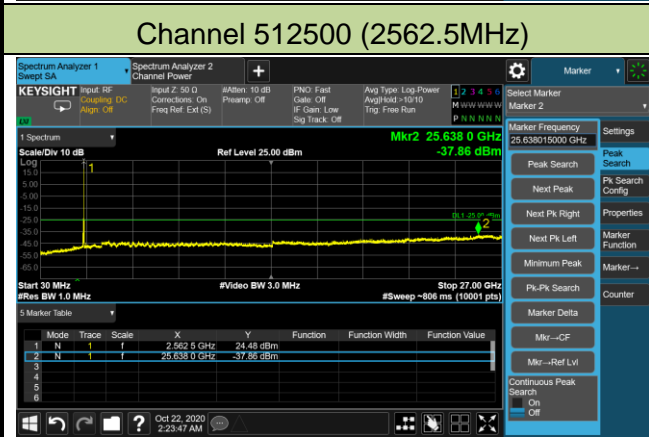 Channel 512500 (2562.5MHz)
Spectrum Analyzer 1
Swept SA
Spectrum Analyzer 2
Channel Power
Marker
KEYSIGHT
Input: RF
Coupling: DC
Align: Off
Input Z: 50 Ω
Corrections: On
Freq Ref: Ext (S)
#Atten: 10 dB
Preamp: Off
PNO: Fast
Gate: Off
IF Gain: Low
Sig Track: Off
Avg Type: Log-Power
Avg|Hold:>10/10
Trig: Free Run
1 2 3 4 5 6
M W W W W W
P N N N N N
Select Marker
Marker 2
1 Spectrum
Mkr2 25.638 0 GHz
Scale/Div 10 dB
Ref Level 25.00 dBm
-37.86 dBm
Log
15.0
5.00
-5.00
-15.0
-25.0
-35.0
-45.0
-55.0
-65.0
1
2
Start 30 MHz
#Video BW 3.0 MHz
Stop 27.00 GHz
#Res BW 1.0 MHz
#Sweep ~806 ms (10001 pts)
5 Marker Table
Mode Trace Scale X Y Function Function Width Function Value
1 N 1 f 2.562 5 GHz 24.48 dBm
2 N 1 f 25.638 0 GHz -37.86 dBm
3
4
5
6
Marker Frequency
25.638015000 GHz
Peak Search
Next Peak
Next Pk Right
Next Pk Left
Minimum Peak
Pk-Pk Search
Marker Delta
Mkr→CF
Mkr→Ref Lvl
Continuous Peak
Search
On
Off
Settings
Peak
Search
Pk Search
Config
Properties
Marker
Function
Marker→
Counter
?
Oct 22, 2020
2:23:47 AM